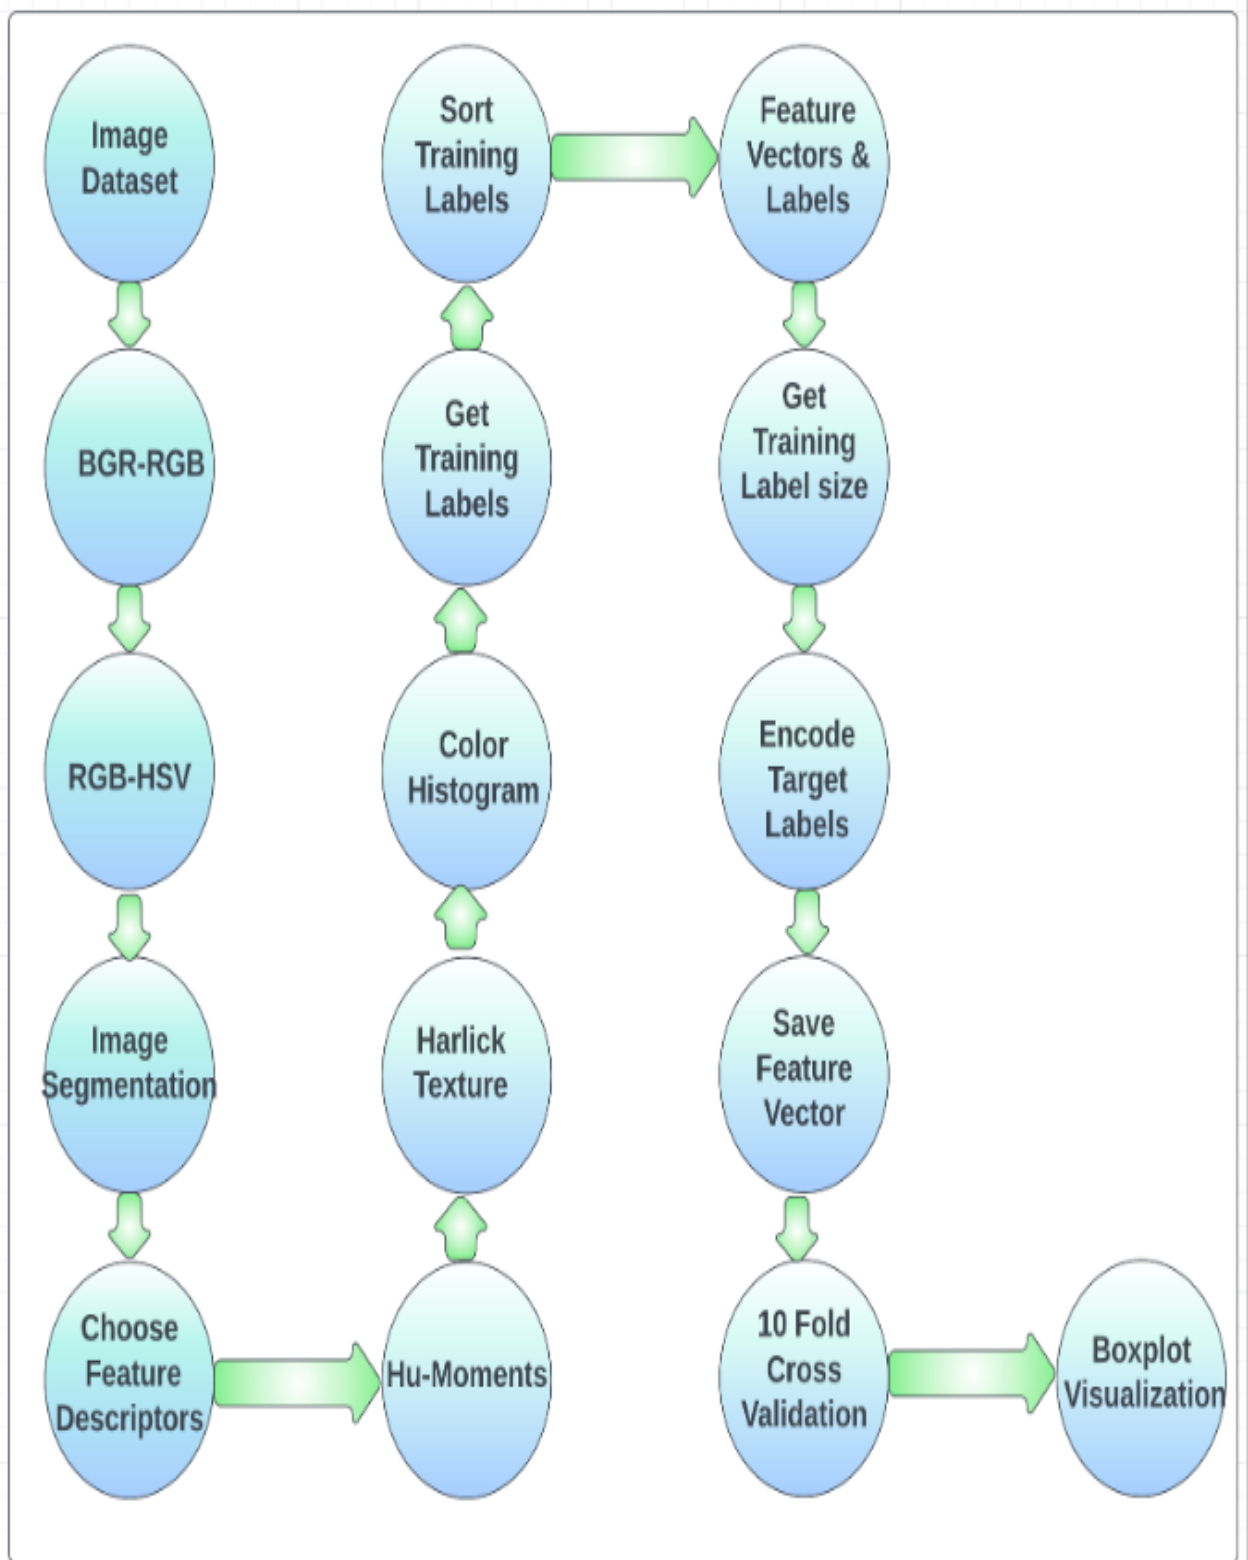 Image
Dataset
BGR-RGB
RGB-HSV
Image
Segmentation
Choose
Feature
Descriptors
Hu-Moments
Harlick
Texture
Color
Histogram
Get
Training
Labels
Sort
Training
Labels
Feature
Vectors &
Labels
Get
Training
Label size
Encode
Target
Labels
Save
Feature
Vector
10 Fold
Cross
Validation
Boxplot
Visualization